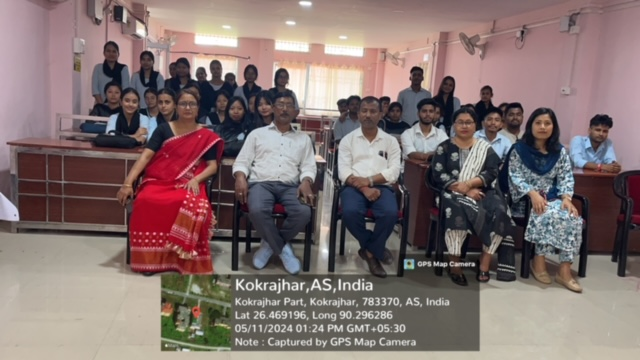 GPS Map Camera
Kokrajhar,AS,India
Kokrajhar Part, Kokrajhar, 783370, AS, India
Lat 26.469196, Long 90.296286
05/11/2024 01:24 PM GMT+05:30
Note : Captured by GPS Map Camera